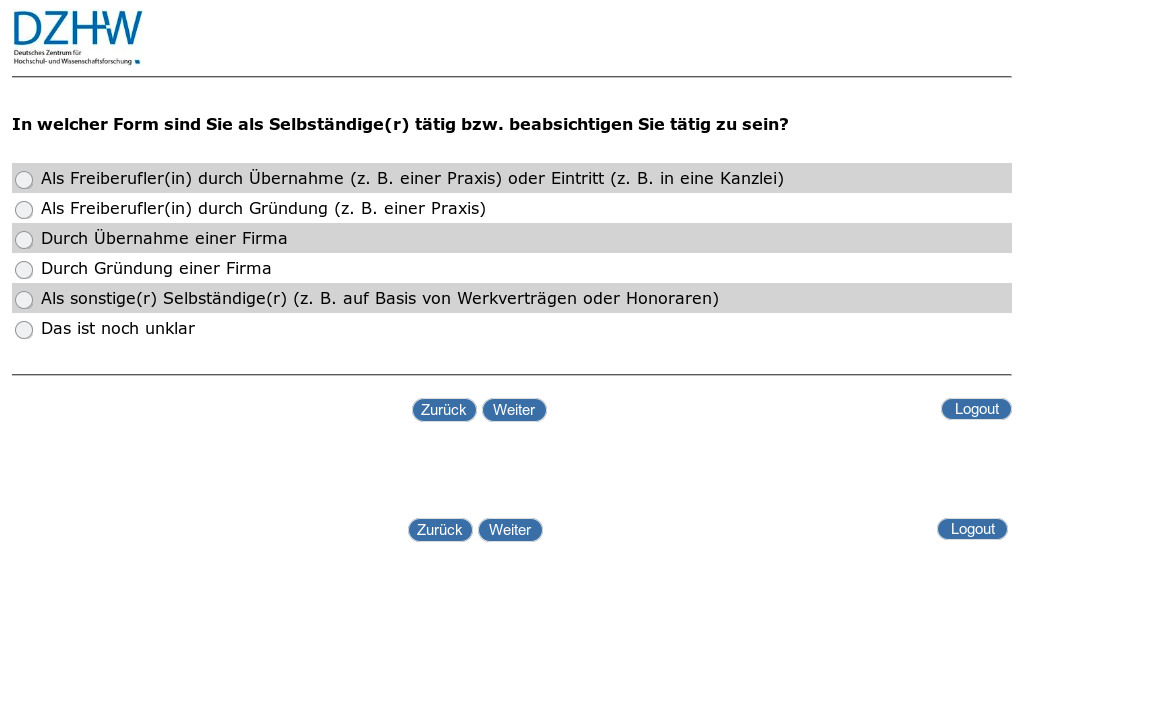 DZHW
Deutsches Zentrum für
Hochschul- und Wissenschaftsforschung
In welcher Form sind Sie als Selbständige(r) tätig bzw. beabsichtigen Sie tätig zu sein?
Als Freiberufler(in) durch Übernahme (z. B. einer Praxis) oder Eintritt (z. B. in eine Kanzlei)
Als Freiberufler(in) durch Gründung (z. B. einer Praxis)
Durch Übernahme einer Firma
Durch Gründung einer Firma
Als sonstige(r) Selbständige(r) (z. B. auf Basis von Werkverträgen oder Honoraren)
Das ist noch unklar
Zurück Weiter Logout
Zurück Weiter Logout